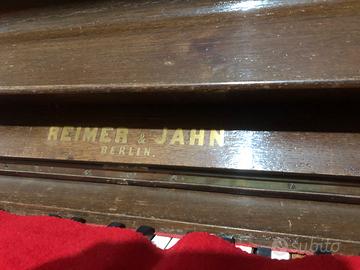 REIMER & JAHN
BERLIN.
subito